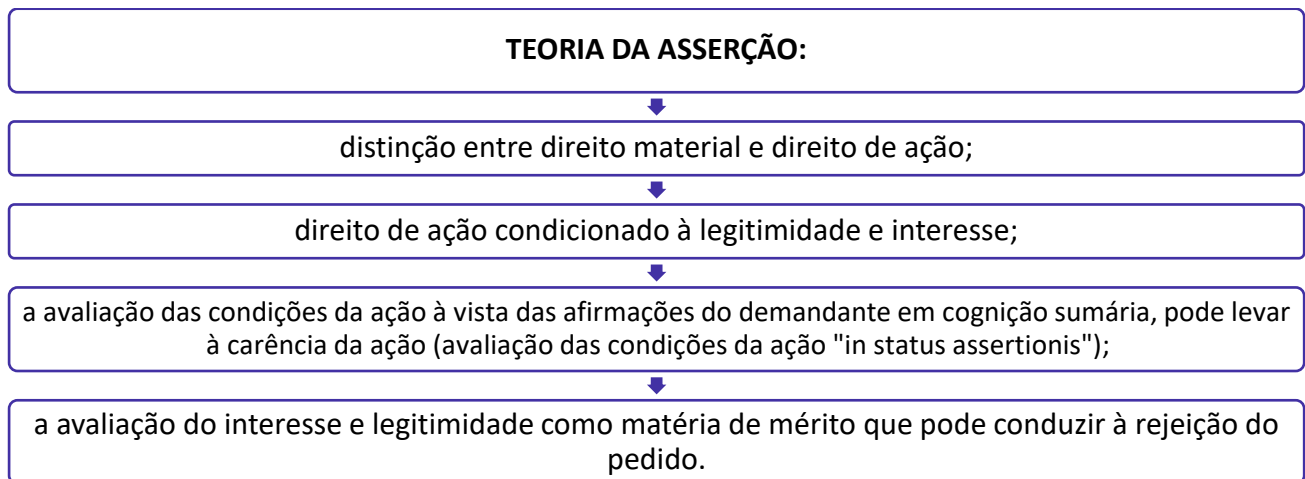 TEORIA DA ASSERÇÃO:
distinção entre direito material e direito de ação;
direito de ação condicionado à legitimidade e interesse;
a avaliação das condições da ação à vista das afirmações do demandante em cognição sumária, pode levar
à carência da ação (avaliação das condições da ação "in status assertionis");
a avaliação do interesse e legitimidade como matéria de mérito que pode conduzir à rejeição do
pedido.